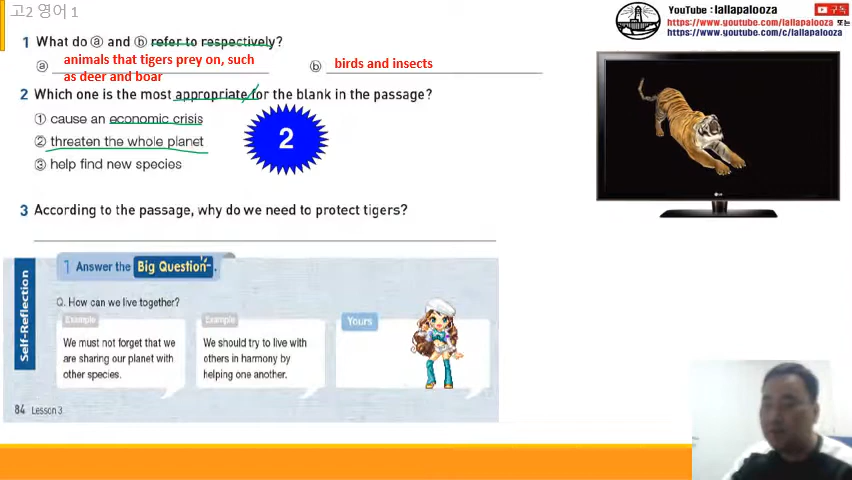 고2 영어 1
YouTube : lallapalooza
구독
https://www.youtube.com/lallapalooza 또는
https://www.youtube.com/c/lallapalooza
1 What do ⓐ and ⓑ refer to respectively?
ⓐ animals that tigers prey on, such
as deer and boar
ⓑ birds and insects
2 Which one is the most appropriate for the blank in the passage?
① cause an economic crisis
② threaten the whole planet
③ help find new species
2
3 According to the passage, why do we need to protect tigers?
LG
Self-Reflection
1 Answer the Big Question.
Q. How can we live together?
Example
We must not forget that we
are sharing our planet with
other species.
Example
We should try to live with
others in harmony by
helping one another.
Yours
84 Lesson 3